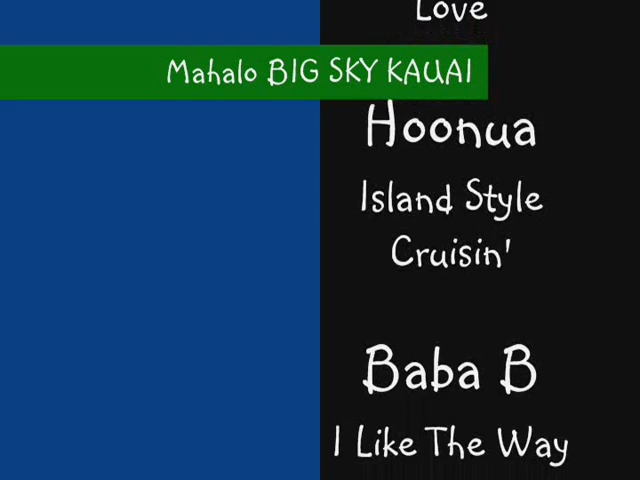 Love
Mahalo BIG SKY KAUAI
Hoonua
Island Style
Cruisin'
Baba B
I Like The Way